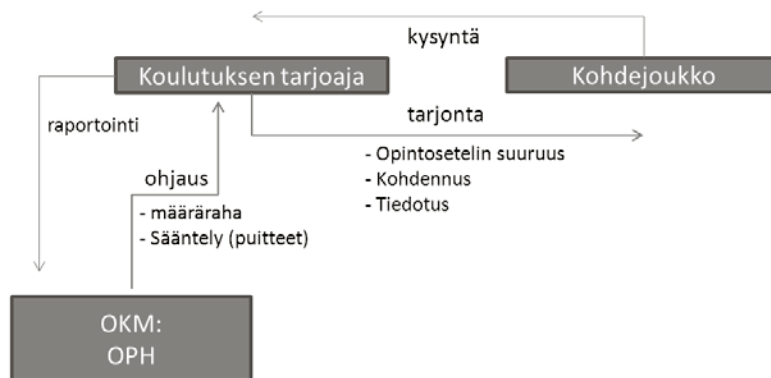 kysyntä
Koulutuksen tarjoaja
Kohdejoukko
raportointi
tarjonta
- Opintosetelin suuruus
- Kohdennus
- Tiedotus
ohjaus
- määräraha
- Sääntely (puitteet)
OKM:
OPH